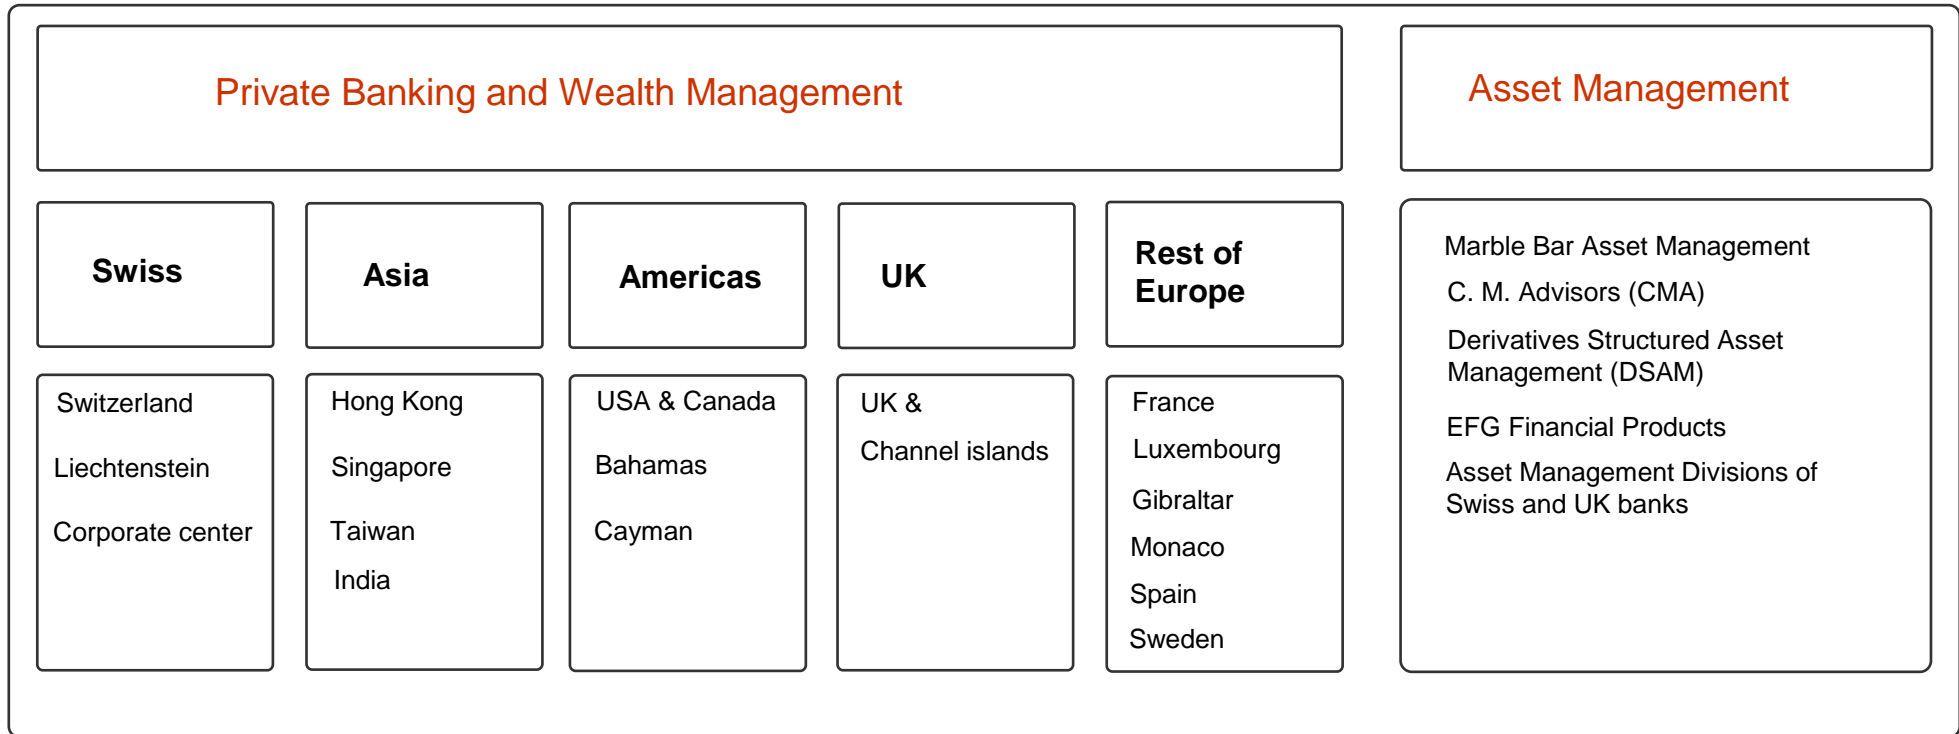 Private Banking and Wealth Management
Asset Management
Swiss
Asia
Americas
UK
Rest of
Europe
Switzerland
Liechtenstein
Corporate center
Hong Kong
Singapore
Taiwan
India
USA & Canada
Bahamas
Cayman
UK &
Channel islands
France
Luxembourg
Gibraltar
Monaco
Spain
Sweden
Marble Bar Asset Management
C. M. Advisors (CMA)
Derivatives Structured Asset
Management (DSAM)
EFG Financial Products
Asset Management Divisions of
Swiss and UK banks